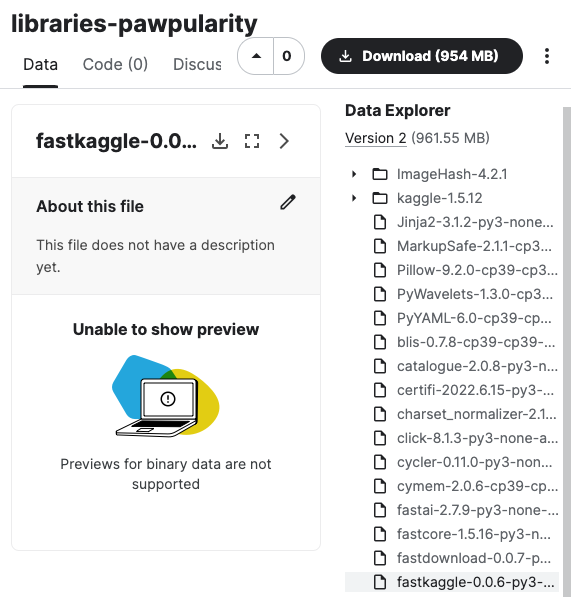 libraries-pawpularity
Data
Code (0)
Discus
0
Download (954 MB)
fastkaggle-0.0...
About this file
This file does not have a description
yet.
Unable to show preview
Previews for binary data are not
supported
Data Explorer
Version 2 (961.55 MB)
ImageHash-4.2.1
kaggle-1.5.12
Jinja2-3.1.2-py3-none...
MarkupSafe-2.1.1-cp3...
Pillow-9.2.0-cp39-cp3...
PyWavelets-1.3.0-cp3...
PyYAML-6.0-cp39-cp...
blis-0.7.8-cp39-cp39-...
catalogue-2.0.8-py3-n...
certifi-2022.6.15-py3-...
charset_normalizer-2.1...
click-8.1.3-py3-none-a...
cycler-0.11.0-py3-non...
cymem-2.0.6-cp39-cp...
fastai-2.7.9-py3-none-...
fastcore-1.5.16-py3-n...
fastdownload-0.0.7-p...
fastkaggle-0.0.6-py3-...